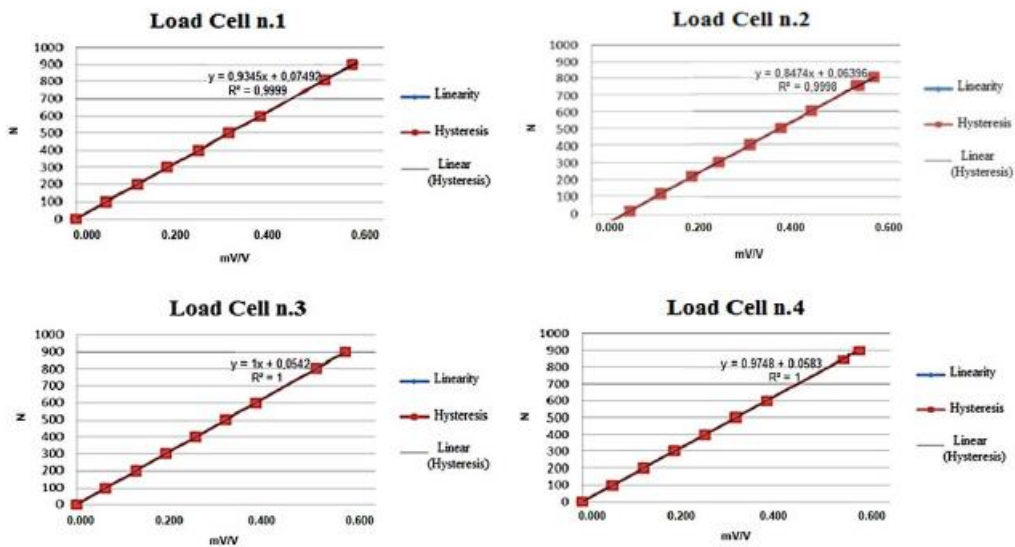 Load Cell n.1
1000
900
800
700
600
500
400
300
200
100
0
N
y = 0,9345x + 0,07492
R² = 0,9999
0.000 0.200 0.400 0.600
mV/V
Linearity
Hysteresis
Linear
(Hysteresis)
Load Cell n.2
1000
900
800
700
600
500
400
300
200
100
0
N
y = 0,8474x + 0,06396
R² = 0,9998
0.000 0.200 0.400 0.600
mV/V
Linearity
Hysteresis
Linear
(Hysteresis)
Load Cell n.3
1000
900
800
700
600
500
400
300
200
100
0
N
y = 1x + 0,0542
R² = 1
0.000 0.200 0.400 0.600
mV/V
Linearity
Hysteresis
Linear
(Hysteresis)
Load Cell n.4
1000
900
800
700
600
500
400
300
200
100
0
N
y = 0.9748 + 0.0583
R² = 1
0.000 0.200 0.400 0.600
mV/V
Linearity
Hysteresis
Linear
(Hysteresis)